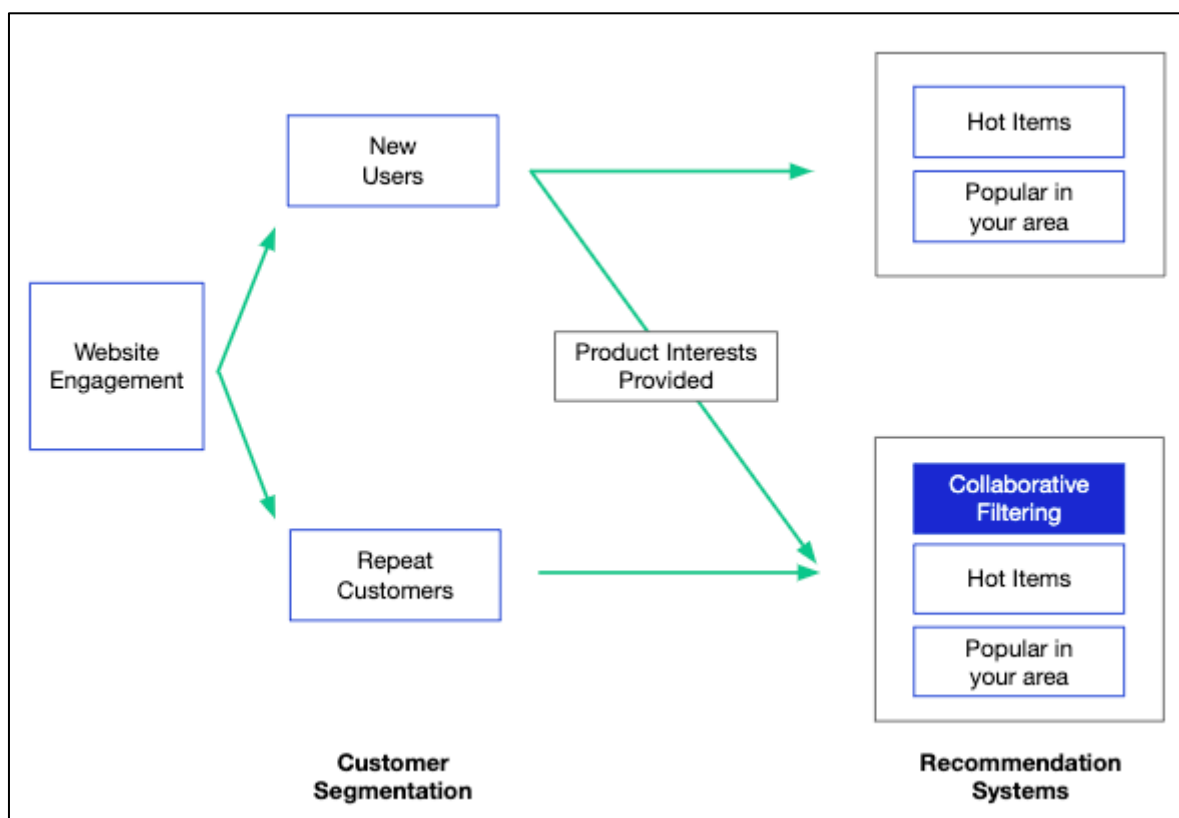 New
Users
Hot Items
Popular in
your area
Website
Engagement
Product Interests
Provided
Repeat
Customers
Collaborative
Filtering
Hot Items
Popular in
your area
Customer
Segmentation
Recommendation
Systems